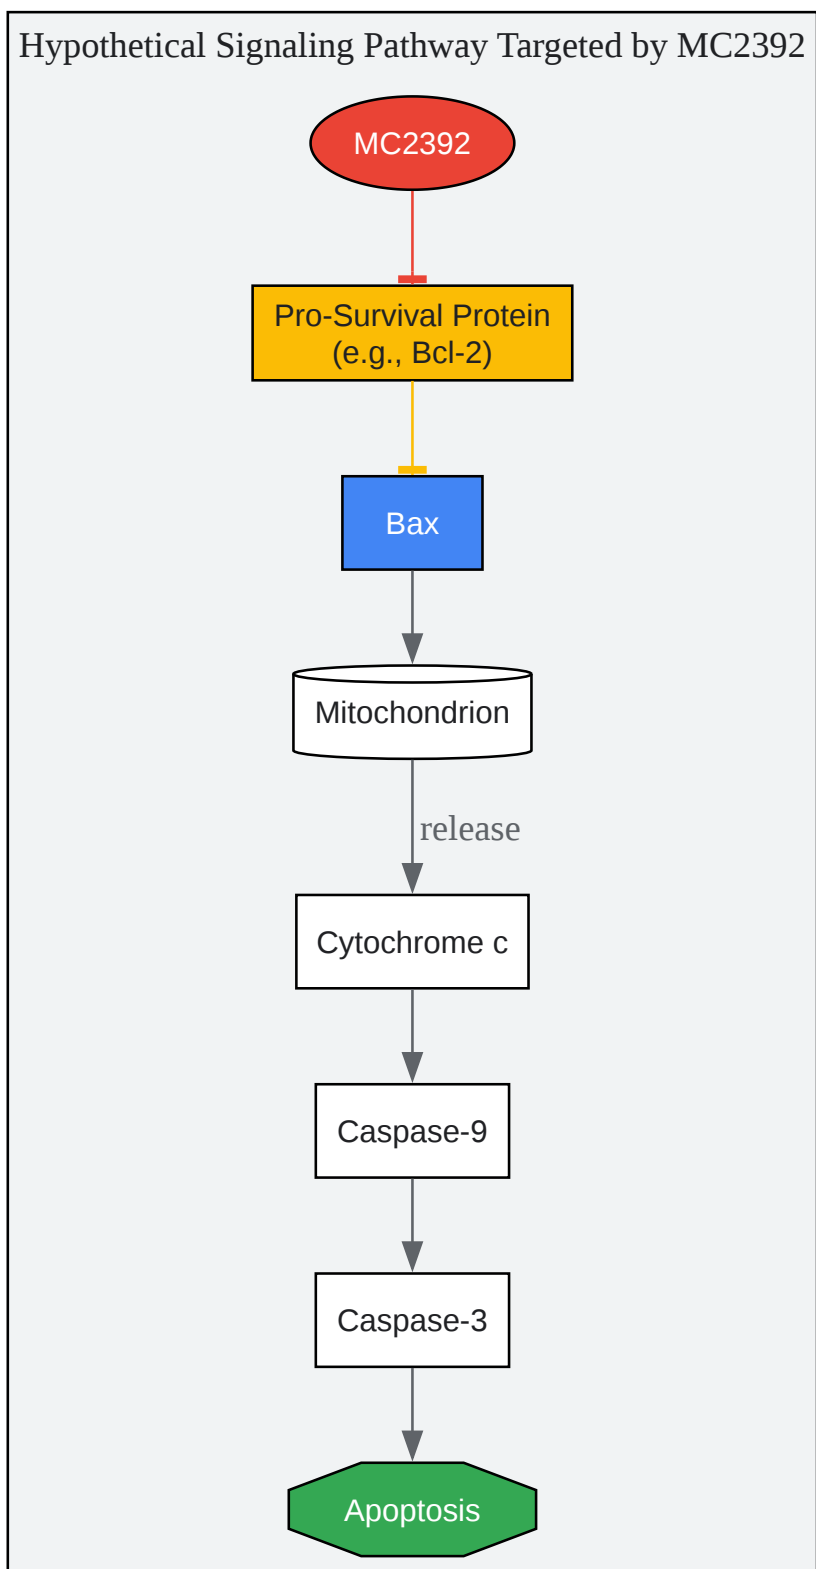 Hypothetical Signaling Pathway Targeted by MC2392
MC2392
Pro-Survival Protein
(e.g., Bcl-2)
Bax
Mitochondrion
release
Cytochrome c
Caspase-9
Caspase-3
Apoptosis